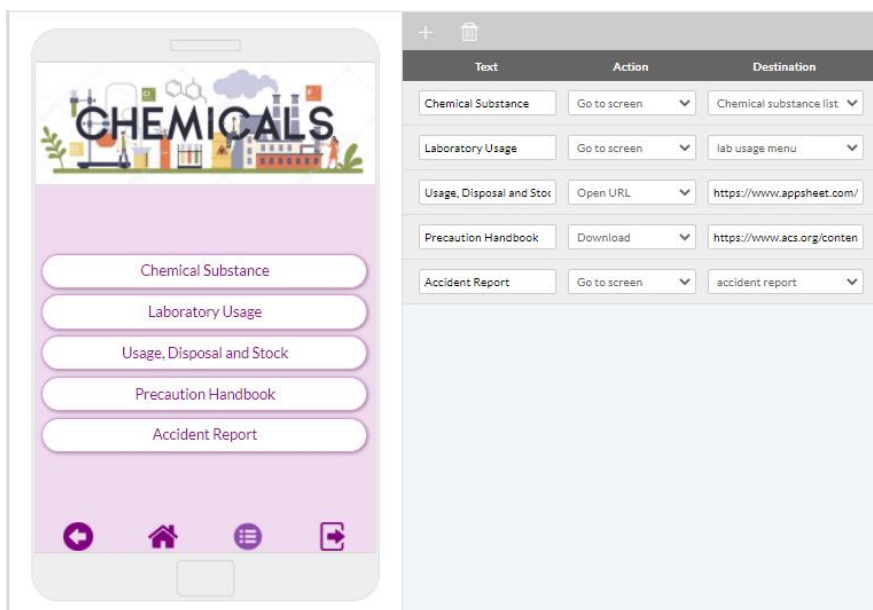 CHEMICALS
Chemical Substance
Laboratory Usage
Usage, Disposal and Stock
Precaution Handbook
Accident Report
Text Action Destination
Chemical Substance Go to screen Chemical substance list
Laboratory Usage Go to screen lab usage menu
Usage, Disposal and Stoc Open URL https://www.appsheet.com/
Precaution Handbook Download https://www.acs.org/conten
Accident Report Go to screen accident report